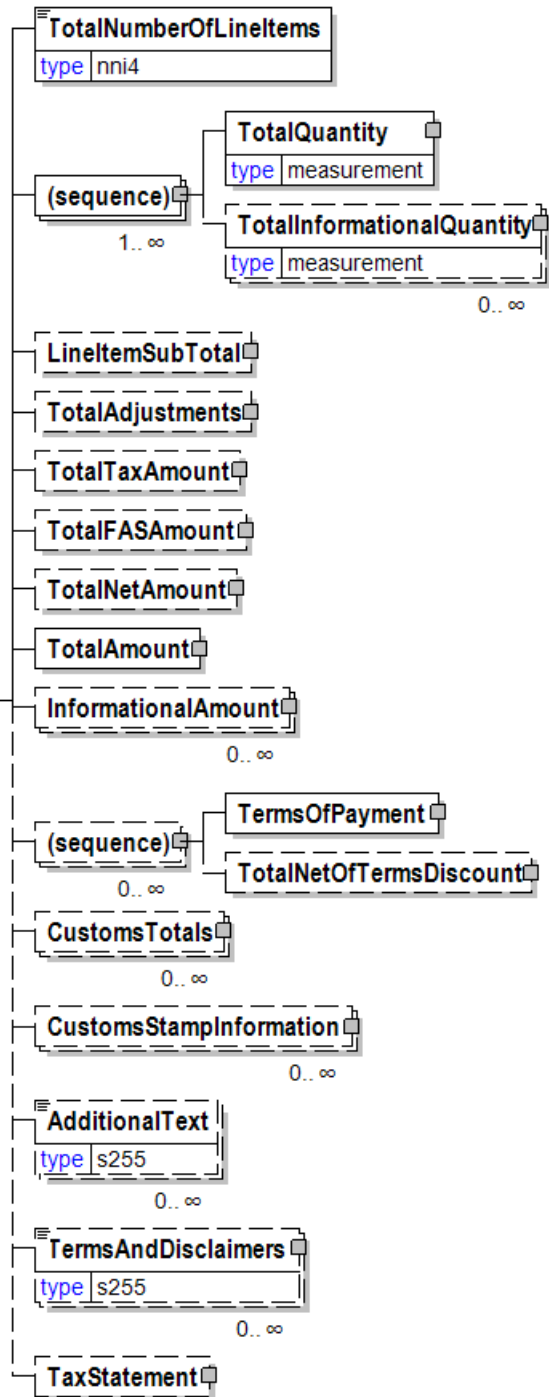 TotalNumberOfLineItems
type nni4
TotalQuantity
type measurement
(sequence)
1.. ∞
TotalInformationalQuantity
type measurement
0.. ∞
LineItemSubTotal
TotalAdjustments
TotalTaxAmount
TotalFASAmount
TotalNetAmount
TotalAmount
InformationalAmount
0.. ∞
TermsOfPayment
(sequence)
0.. ∞
TotalNetOfTermsDiscount
CustomsTotals
0.. ∞
CustomsStampInformation
0.. ∞
AdditionalText
type s255
0.. ∞
TermsAndDisclaimers
type s255
0.. ∞
TaxStatement